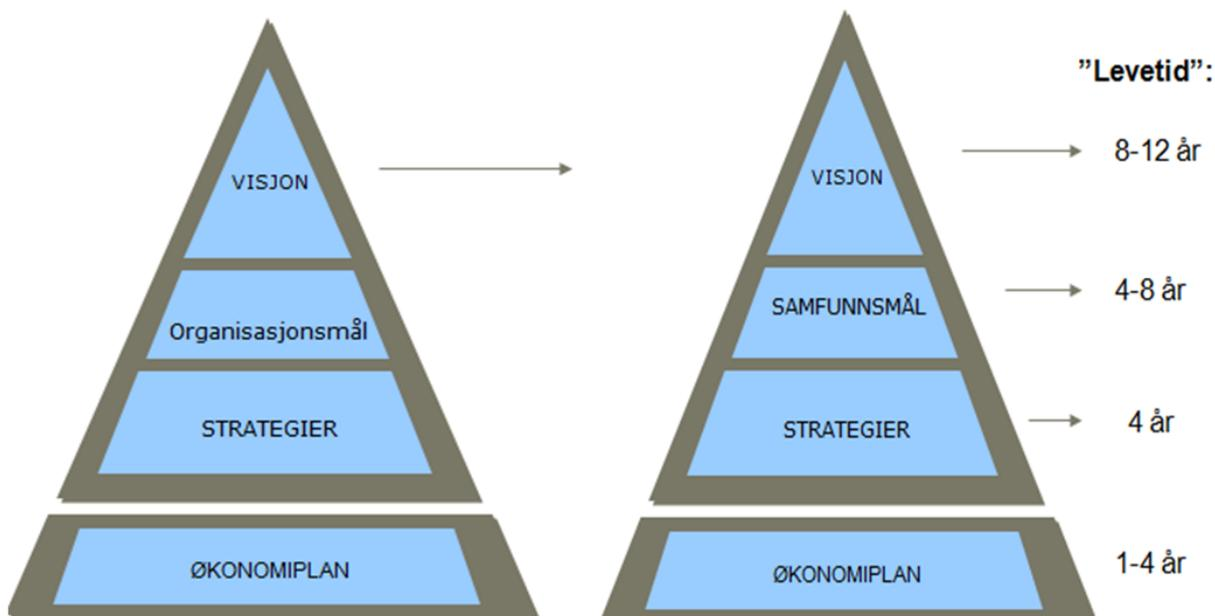 VISJON
Organisasjonsmål
STRATEGIER
ØKONOMIPLAN
VISJON
SAMFUNNSMÅL
STRATEGIER
ØKONOMIPLAN
”Levetid”:
8-12 år
4-8 år
4 år
1-4 år